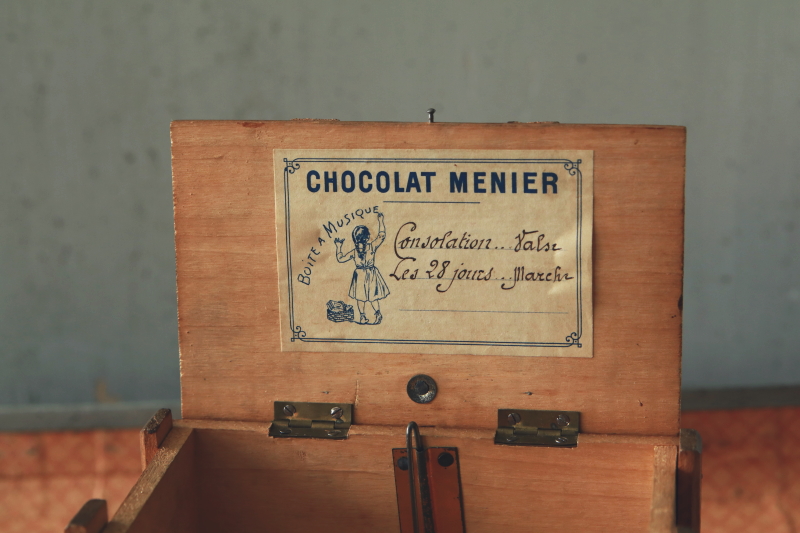 CHOCOLAT MENIER
BOITE A MUSIQUE
Consolation... Valse
Les 28 jours... Marche